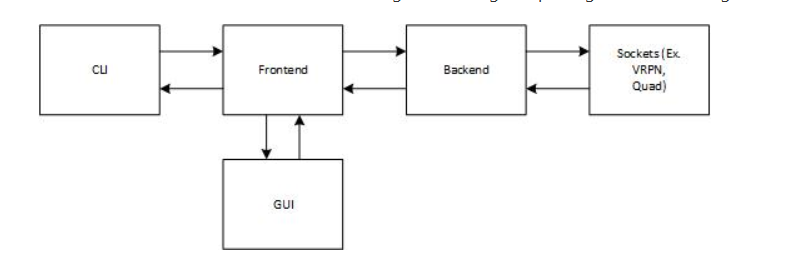 CLI
Frontend
Backend
Sockets (Ex.
VRPN,
Quad)
GUI